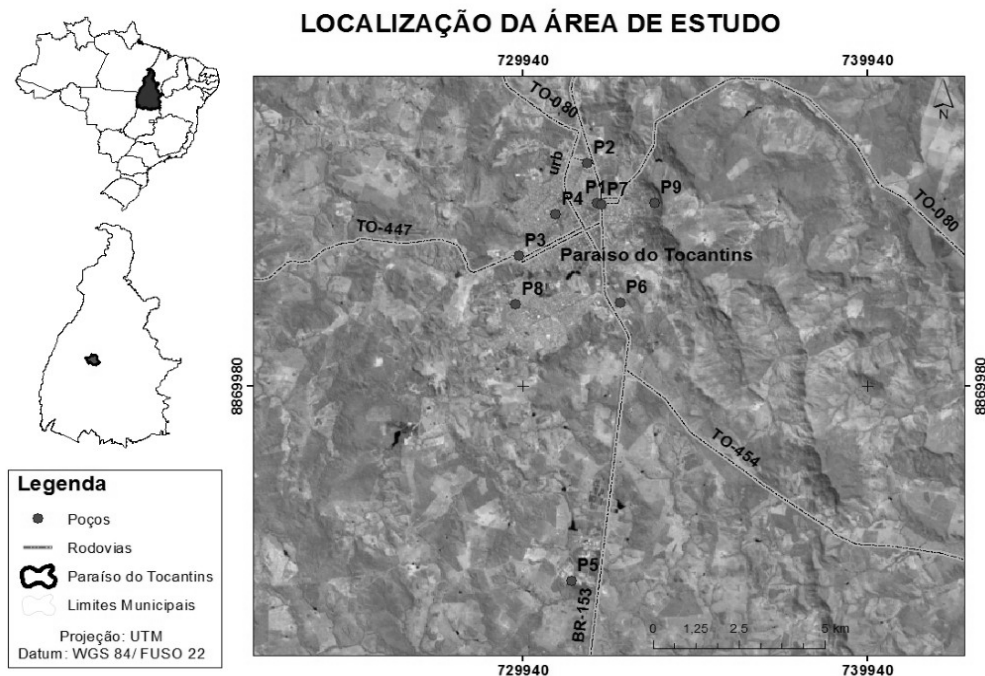 LOCALIZAÇÃO DA ÁREA DE ESTUDO
729940
739940
TO-080
P2
urb
P1
P7
P9
P4
TO-080
TO-447
P3
Paraíso do Tocantins
P8
P6
8869980
8869980
TO-454
P5
BR-153
0 1,25 2,5 5 km
729940
739940
N
Legenda
Poços
Rodovias
Paraíso do Tocantins
Limites Municipais
Projeção: UTM
Datum: WGS 84/ FUSO 22